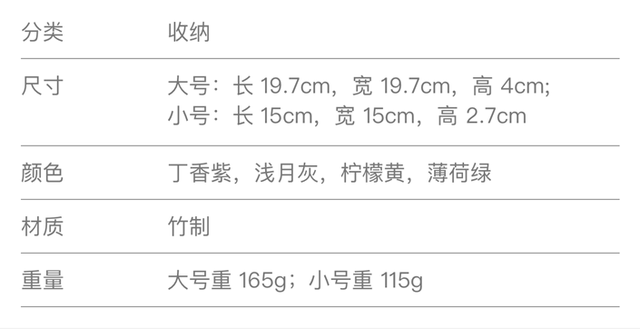 分类 收纳
尺寸 大号：长 19.7cm，宽 19.7cm，高 4cm；
小号：长 15cm，宽 15cm，高 2.7cm
颜色 丁香紫，浅月灰，柠檬黄，薄荷绿
材质 竹制
重量 大号重 165g；小号重 115g